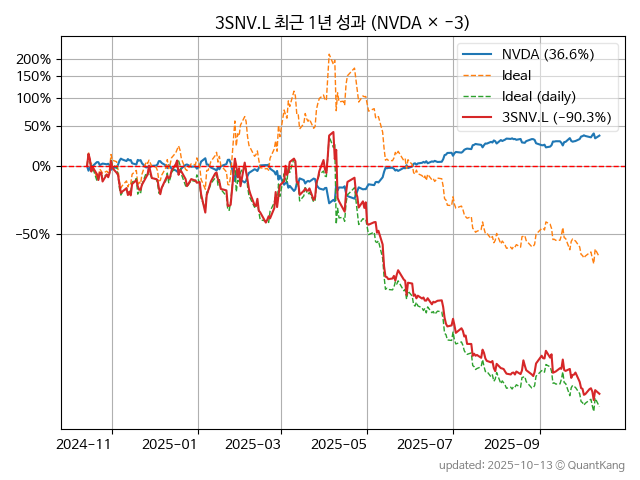 3SNV.L 최근 1년 성과 (NVDA × −3)
NVDA (36.6%)
Ideal
Ideal (daily)
3SNV.L (−90.3%)
200%
150%
100%
50%
0%
−50%
2024-11
2025-01
2025-03
2025-05
2025-07
2025-09
updated: 2025-10-13 © QuantKang